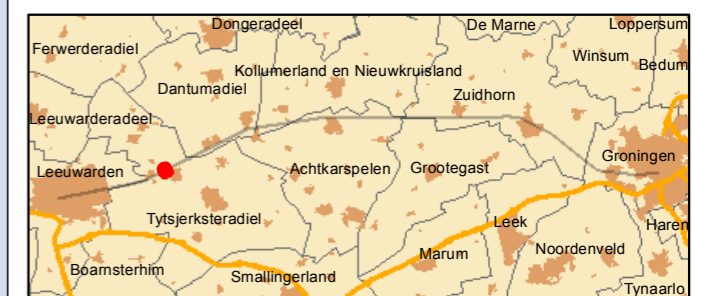 Dongeradeel
De Marne
Loppersum
Ferwerderadiel
Winsum
Bedum
Kollumerland en Nieuwkruisland
Dantumadiel
Zuidhorn
Leeuwarderadeel
Groningen
Leeuwarden
Achtkarspelen
Grootegast
Tytsjerksteradiel
Leek
Haren
Noordenveld
Marum
Boarnsterhim
Smallingerland
Tynaarlo